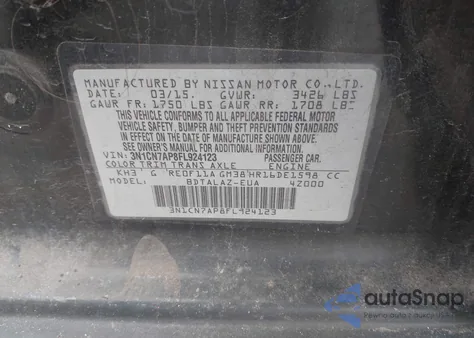 MANUFACTURED BY NISSAN MOTOR CO., LTD.
DATE: 03/15. GVWR: 3426 LBS
GAWR FR: 1750 LBS GAWR RR: 1708 LBS
THIS VEHICLE CONFORMS TO ALL APPLICABLE FEDERAL MOTOR
VEHICLE SAFETY, BUMPER AND THEFT PREVENTION STANDARDS
IN EFFECT ON THE DATE OF MANUFACTURE SHOWN ABOVE.
SEE OWNER'S MANUAL FOR ADDITIONAL INFORMATION.
VIN: 3N1CN7AP8FL924123 PASSENGER CAR
COLOR TRIM TRANS AXLE ENGINE
KH3 G RE0F11A GM38 HR16DE1598 CC
MODEL: BDTALAZ-EUA 42000
3N1CN7AP8FL924123
autoSnap